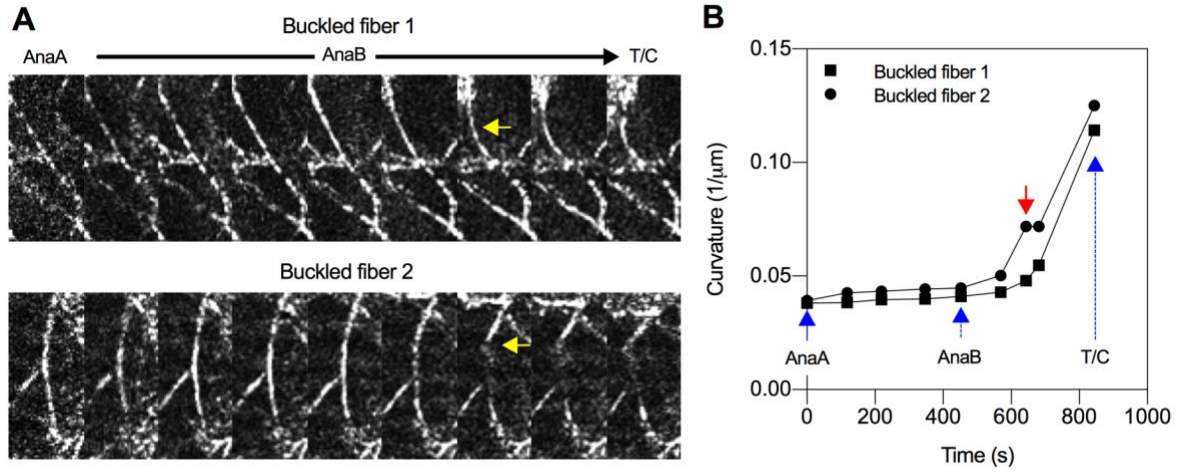 A
Buckled fiber 1
AnaA
AnaB
T/C
Buckled fiber 2
B
0.15
0.10
0.05
0.00
Curvature (1/μm)
Buckled fiber 1
Buckled fiber 2
AnaA
AnaB
T/C
0 200 400 600 800 1000
Time (s)